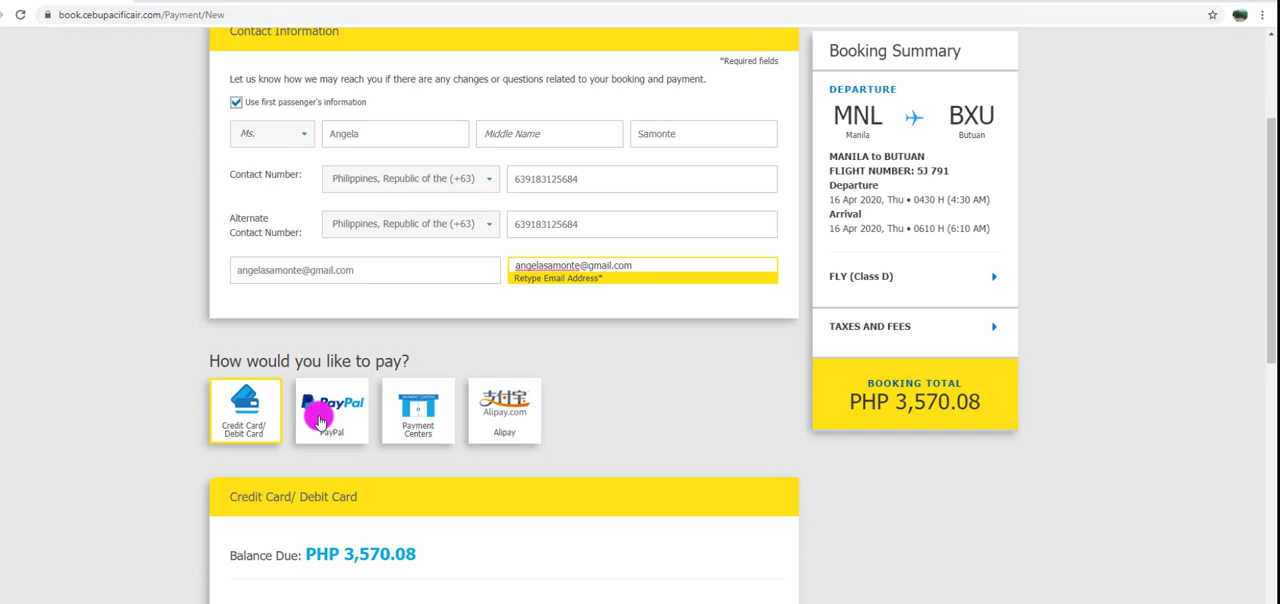 book.cebupacificair.com/Payment/New
Contact Information
*Required fields
Let us know how we may reach you if there are any changes or questions related to your booking and payment.
Use first passenger's information
Ms.
Angela
Middle Name
Samonte
Contact Number:
Philippines, Republic of the (+63)
639183125684
Alternate
Contact Number:
Philippines, Republic of the (+63)
639183125684
angelasamonte@gmail.com
angelasamonte@gmail.com
Retype Email Address*
How would you like to pay?
Credit Card/
Debit Card
PayPal
PayPal
PAYMENT CENTERS
Payment
Centers
支付宝
Alipay.com
Alipay
Credit Card/ Debit Card
Balance Due: PHP 3,570.08
Booking Summary
DEPARTURE
MNL
Manila
BXU
Butuan
MANILA to BUTUAN
FLIGHT NUMBER: 5J 791
Departure
16 Apr 2020, Thu • 0430 H (4:30 AM)
Arrival
16 Apr 2020, Thu • 0610 H (6:10 AM)
FLY (Class D)
TAXES AND FEES
BOOKING TOTAL
PHP 3,570.08